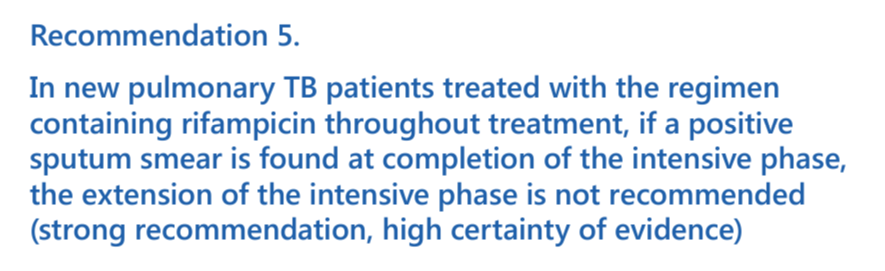 Recommendation 5.
In new pulmonary TB patients treated with the regimen
containing rifampicin throughout treatment, if a positive
sputum smear is found at completion of the intensive phase,
the extension of the intensive phase is not recommended
(strong recommendation, high certainty of evidence)